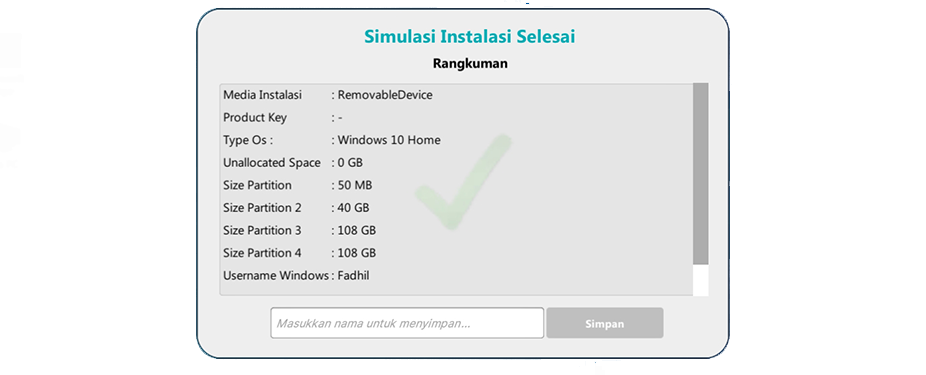 Simulasi Instalasi Selesai
Rangkuman
Media Instalasi : RemovableDevice
Product Key : -
Type Os : : Windows 10 Home
Unallocated Space : 0 GB
Size Partition : 50 MB
Size Partition 2 : 40 GB
Size Partition 3 : 108 GB
Size Partition 4 : 108 GB
Username Windows : Fadhil
Masukkan nama untuk menyimpan...
Simpan